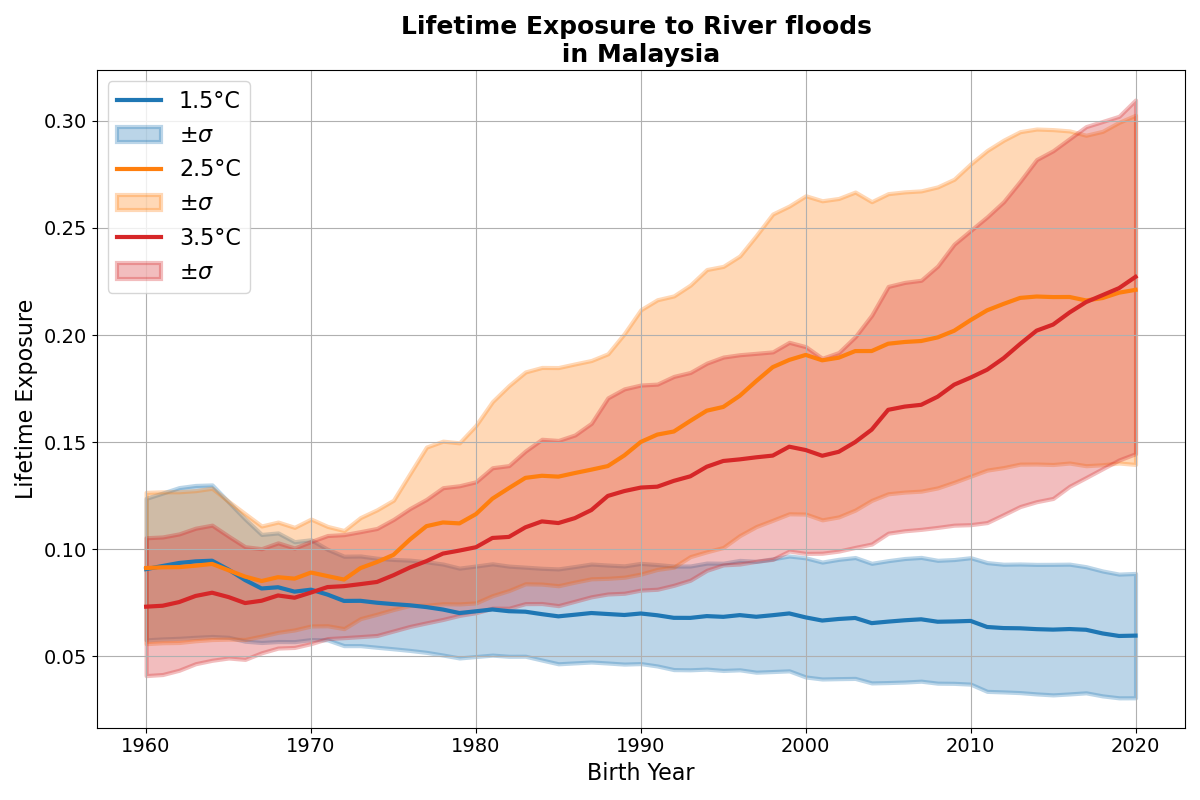 Lifetime Exposure to River floods
in Malaysia
1.5°C
±σ
2.5°C
±σ
3.5°C
±σ
Lifetime Exposure
0.30
0.25
0.20
0.15
0.10
0.05
1960 1970 1980 1990 2000 2010 2020
Birth Year